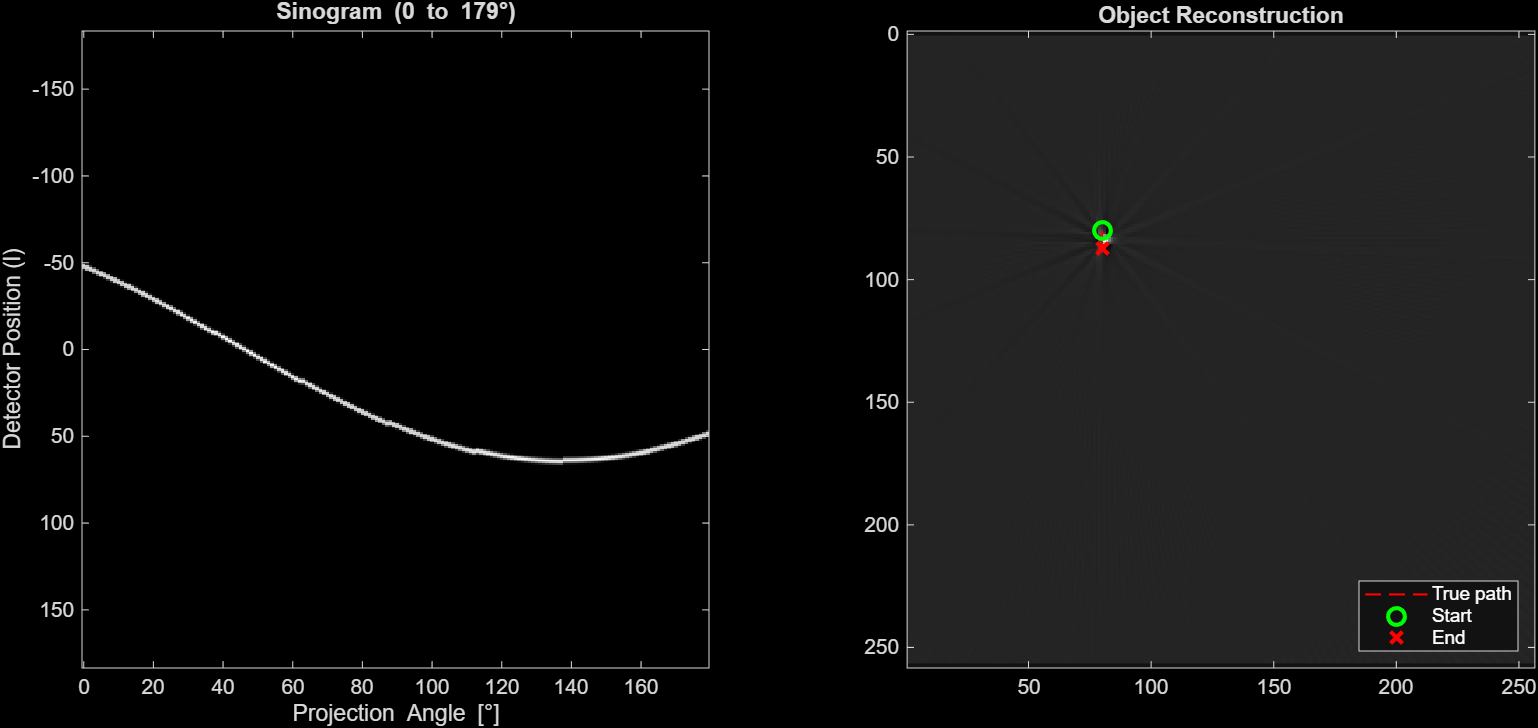 Sinogram (0 to 179°)
-150
-100
-50
0
50
100
150
Detector Position (l)
0 20 40 60 80 100 120 140 160
Projection Angle [°]
Object Reconstruction
0
50
100
150
200
250
50 100 150 200 250
True path
Start
End